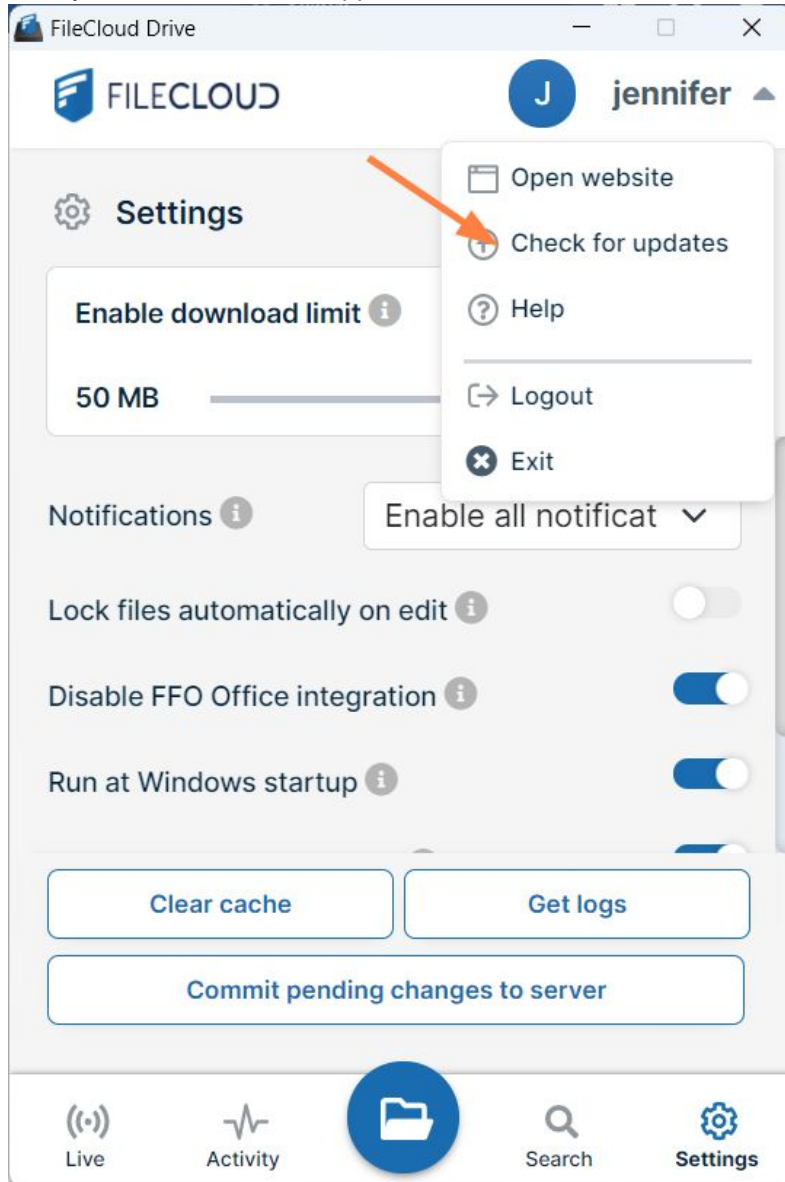 FileCloud Drive
FILECLOUD
J jennifer
Open website
Settings
Check for updates
Enable download limit
Help
50 MB
Logout
Exit
Notifications Enable all notificat
Lock files automatically on edit
Disable FFO Office integration
Run at Windows startup
Clear cache Get logs
Commit pending changes to server
Live Activity Search Settings